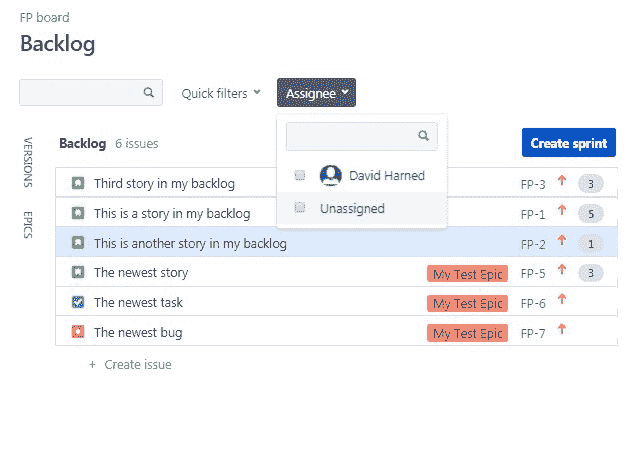 FP board
Backlog
Quick filters
Assignee
VERSIONS
EPICS
Backlog 6 issues
Create sprint
David Harned
Unassigned
Third story in my backlog FP-3 3
This is a story in my backlog FP-1 5
This is another story in my backlog FP-2 1
The newest story My Test Epic FP-5 3
The newest task My Test Epic FP-6
The newest bug My Test Epic FP-7
+ Create issue